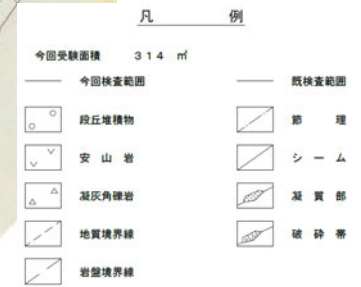 凡 例
今回受験面積 314 ㎡
今回検査範囲
既検査範囲
段丘堆積物
節 理
安 山 岩
シ ー ム
凝灰角礫岩
凝 質 部
地質境界線
破 砕 帯
岩盤境界線